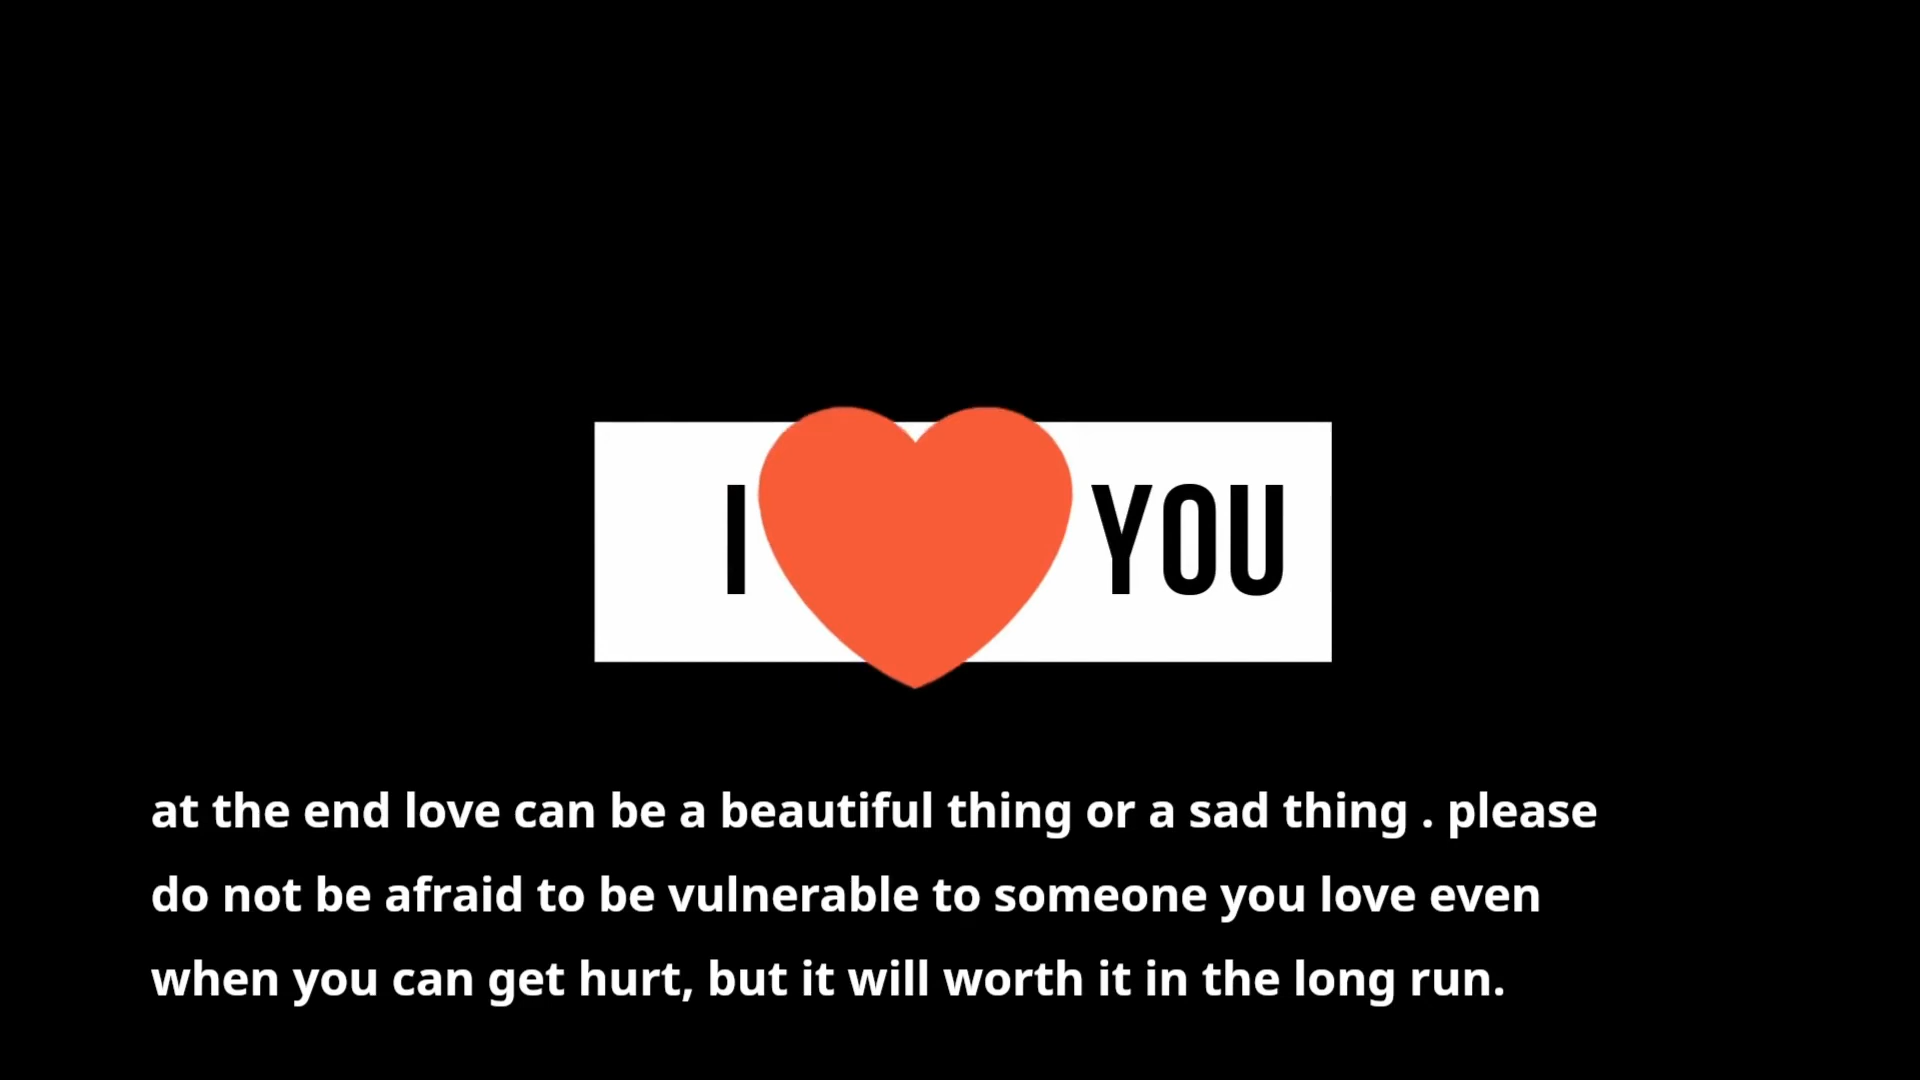 I YOU
at the end love can be a beautiful thing or a sad thing . please
do not be afraid to be vulnerable to someone you love even
when you can get hurt, but it will worth it in the long run.